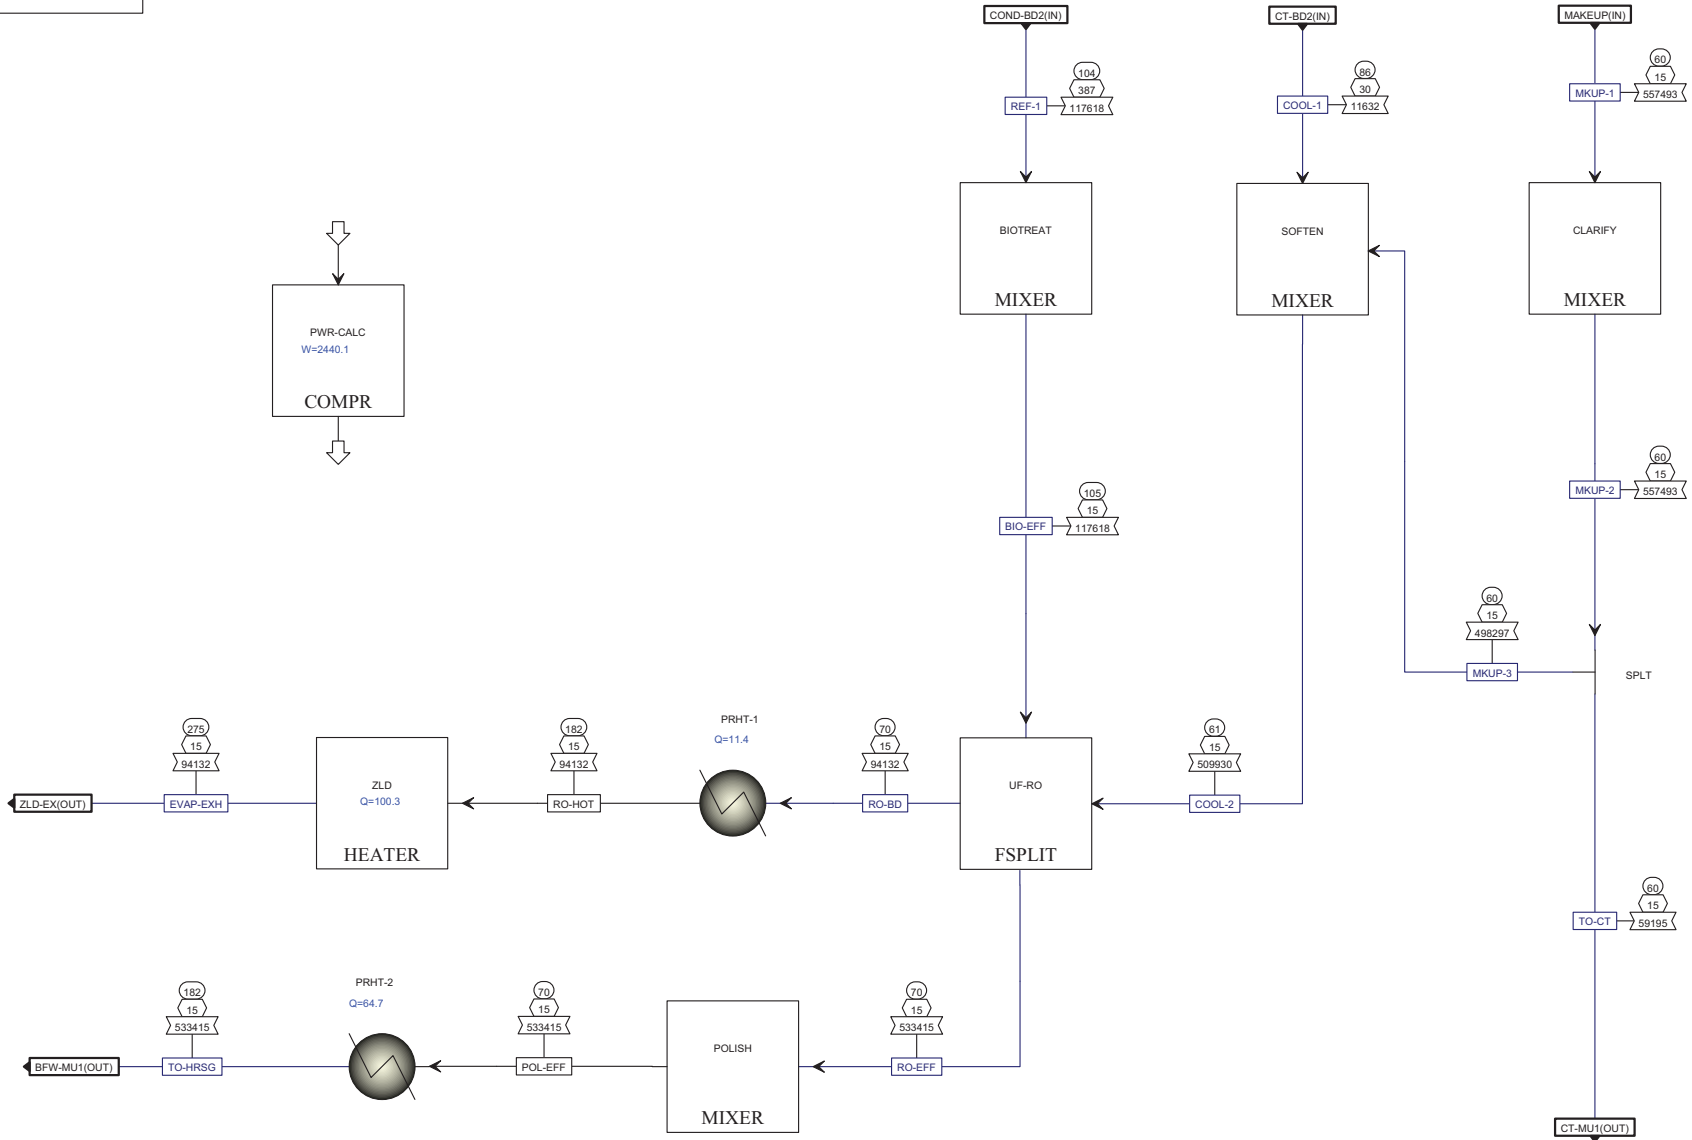 COND-BD2(IN)
CT-BD2(IN)
MAKEUP(IN)
104
387
REF-1
117618
86
30
COOL-1
11632
60
15
MKUP-1
557493
BIOTREAT
MIXER
SOFTEN
MIXER
CLARIFY
MIXER
PWR-CALC
W=2440.1
COMPR
105
15
BIO-EFF
117618
60
15
MKUP-2
557493
60
15
498297
MKUP-3
SPLT
275
15
94132
ZLD-EX(OUT)
EVAP-EXH
ZLD
Q=100.3
HEATER
182
15
94132
RO-HOT
PRHT-1
Q=11.4
70
15
94132
RO-BD
UF-RO
FSPLIT
61
15
509930
COOL-2
60
15
TO-CT
59195
182
15
533415
BFW-MU1(OUT)
TO-HRSG
PRHT-2
Q=64.7
70
15
533415
POL-EFF
POLISH
MIXER
70
15
533415
RO-EFF
CT-MU1(OUT)